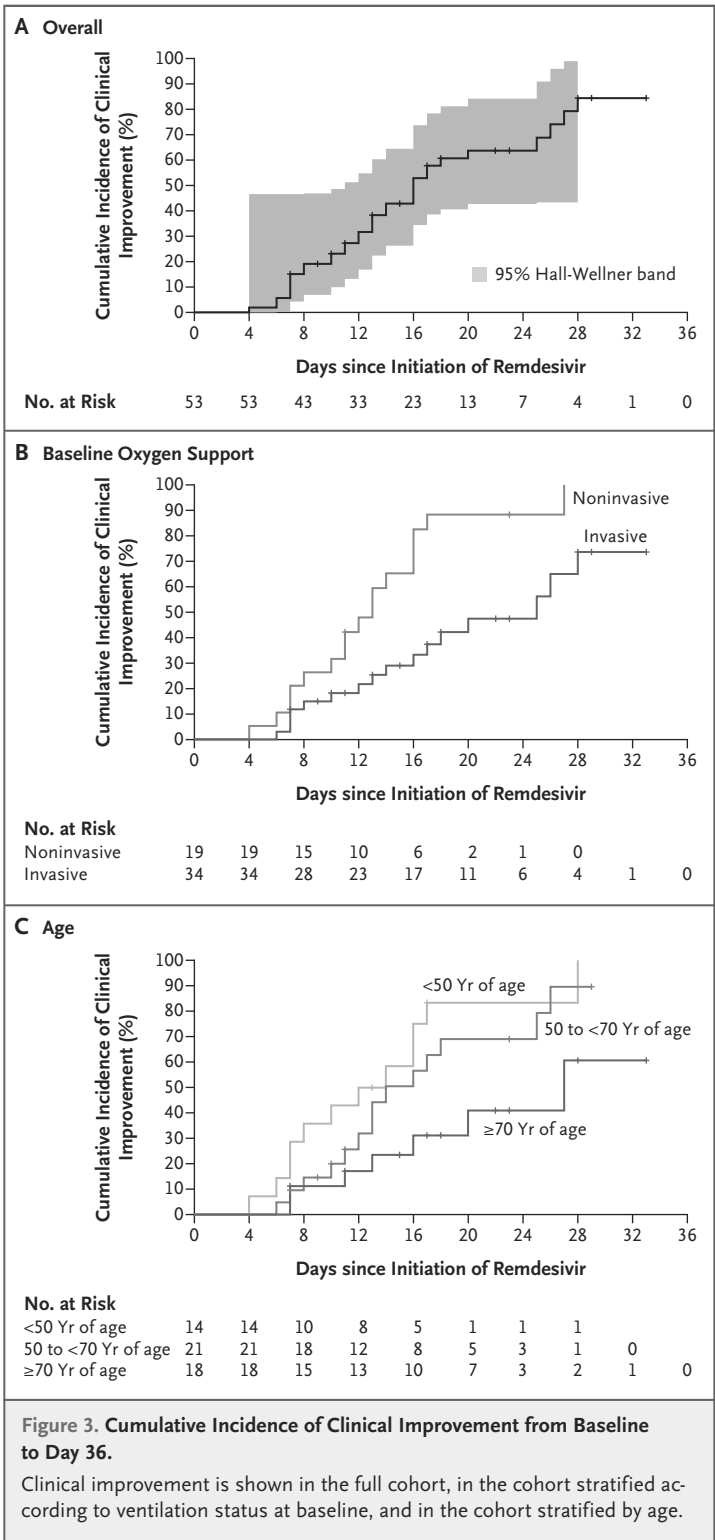 A Overall
Cumulative Incidence of Clinical
Improvement (%)
100
90
80
70
60
50
40
30
20
10
0
95% Hall-Wellner band
0 4 8 12 16 20 24 28 32 36
Days since Initiation of Remdesivir
No. at Risk 53 53 43 33 23 13 7 4 1 0
B Baseline Oxygen Support
Cumulative Incidence of Clinical
Improvement (%)
100
90
80
70
60
50
40
30
20
10
0
Noninvasive
Invasive
0 4 8 12 16 20 24 28 32 36
Days since Initiation of Remdesivir
No. at Risk
Noninvasive 19 19 15 10 6 2 1 0
Invasive 34 34 28 23 17 11 6 4 1 0
C Age
Cumulative Incidence of Clinical
Improvement (%)
100
90
80
70
60
50
40
30
20
10
0
<50 Yr of age
50 to <70 Yr of age
≥70 Yr of age
0 4 8 12 16 20 24 28 32 36
Days since Initiation of Remdesivir
No. at Risk
<50 Yr of age 14 14 10 8 5 1 1 1
50 to <70 Yr of age 21 21 18 12 8 5 3 1 0
≥70 Yr of age 18 18 15 13 10 7 3 2 1 0
Figure 3. Cumulative Incidence of Clinical Improvement from Baseline
to Day 36.
Clinical improvement is shown in the full cohort, in the cohort stratified ac-
cording to ventilation status at baseline, and in the cohort stratified by age.